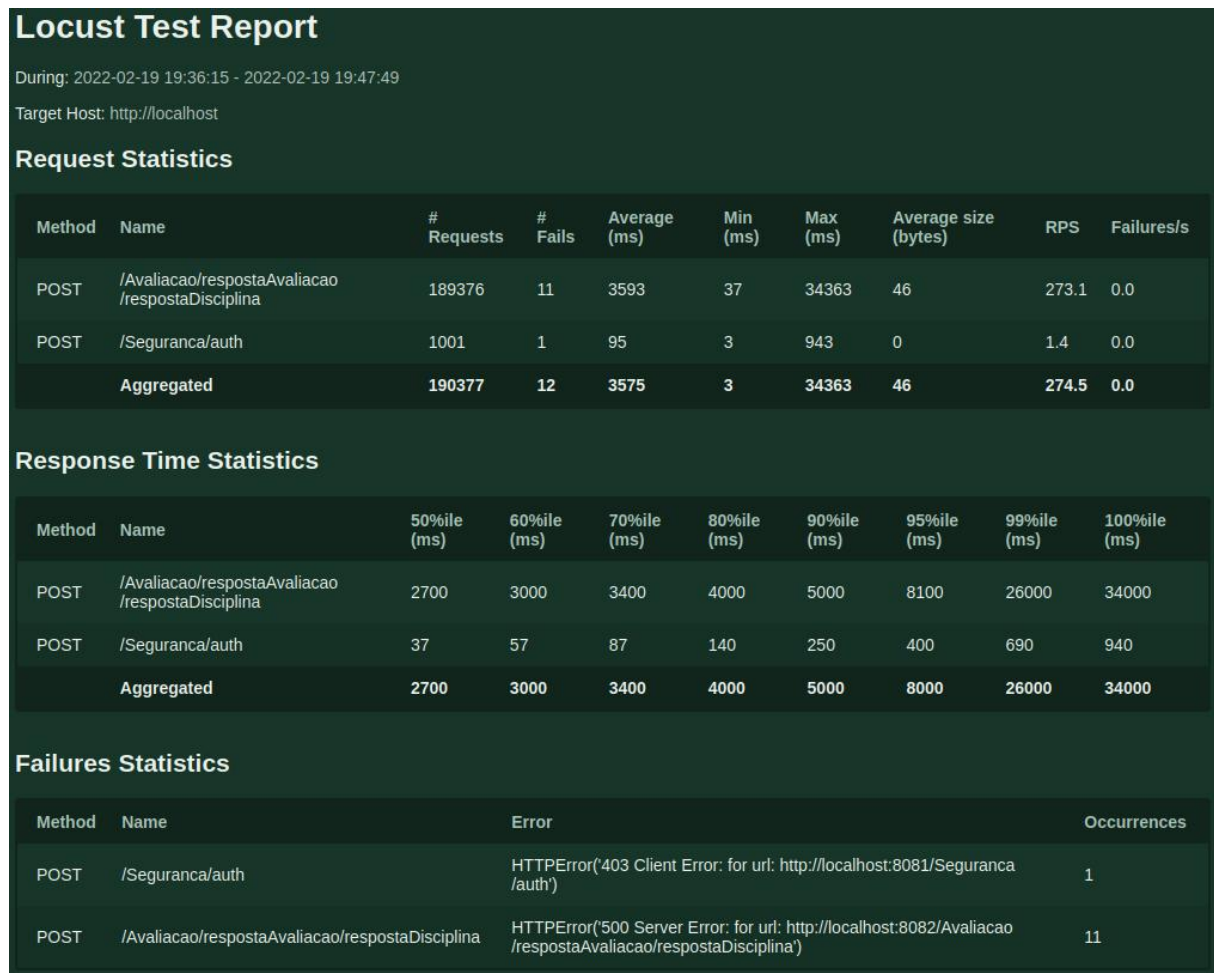 Locust Test Report
During: 2022-02-19 19:36:15 - 2022-02-19 19:47:49
Target Host: http://localhost
Request Statistics
Method Name # Requests # Fails Average (ms) Min (ms) Max (ms) Average size (bytes) RPS Failures/s
POST /Avaliacao/respostaAvaliacao /respostaDisciplina 189376 11 3593 37 34363 46 273.1 0.0
POST /Seguranca/auth 1001 1 95 3 943 0 1.4 0.0
Aggregated 190377 12 3575 3 34363 46 274.5 0.0
Response Time Statistics
Method Name 50%ile (ms) 60%ile (ms) 70%ile (ms) 80%ile (ms) 90%ile (ms) 95%ile (ms) 99%ile (ms) 100%ile (ms)
POST /Avaliacao/respostaAvaliacao /respostaDisciplina 2700 3000 3400 4000 5000 8100 26000 34000
POST /Seguranca/auth 37 57 87 140 250 400 690 940
Aggregated 2700 3000 3400 4000 5000 8000 26000 34000
Failures Statistics
Method Name Error Occurrences
POST /Seguranca/auth HTTPError('403 Client Error: for url: http://localhost:8081/Seguranca /auth') 1
POST /Avaliacao/respostaAvaliacao/respostaDisciplina HTTPError('500 Server Error: for url: http://localhost:8082/Avaliacao /respostaAvaliacao/respostaDisciplina') 11